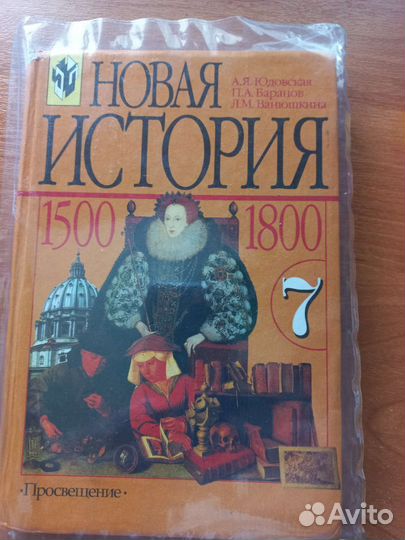 А.Я. Юдовская
П.А. Баранов
Л.М. Ванюшкина
НОВАЯ
ИСТОРИЯ
1500 1800
7
·Просвещение·
Avito